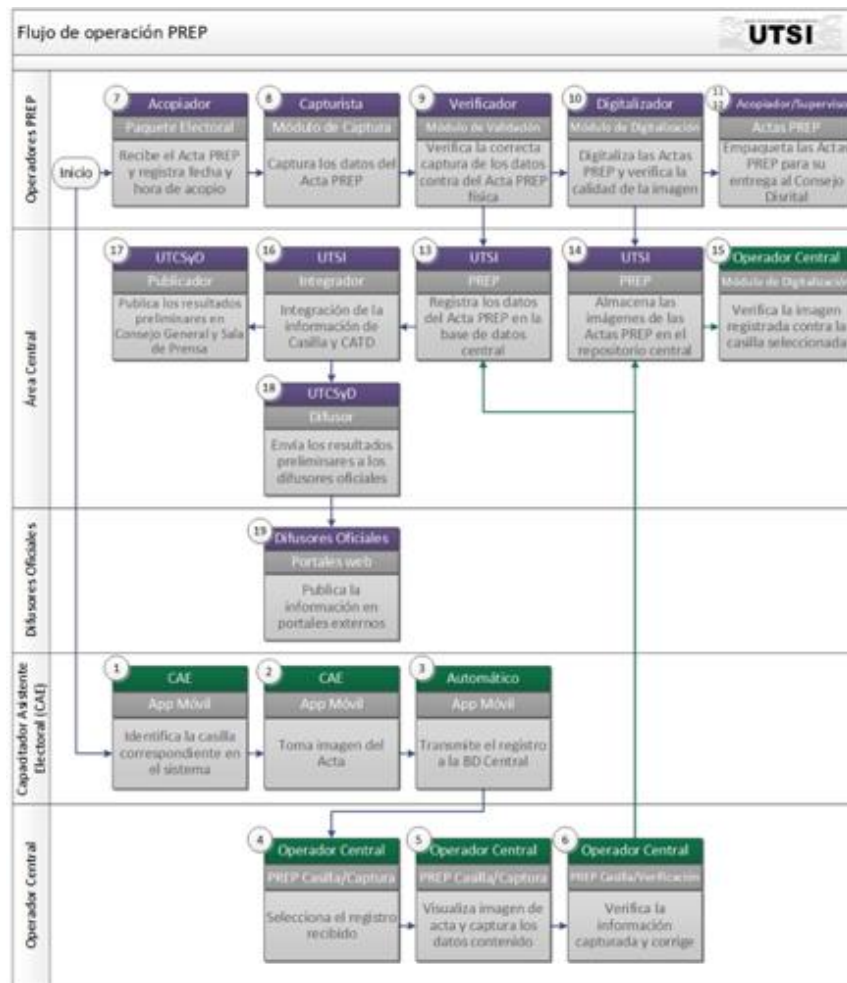 Flujo de operación PREP
UTSI
Operadores PREP
Inicio
7
Acopiador
Paquete Electoral
Recibe el Acta PREP
y registra fecha y
hora de acopio
8
Capturista
Módulo de Captura
Captura los datos del
Acta PREP
9
Verificador
Módulo de Validación
Verifica la correcta
captura de los datos
contra del Acta PREP
física
10
Digitalizador
Módulo de Digitalización
Digitaliza las Actas
PREP y verifica la
calidad de la imagen
11
12
Acopiador/Supervisor
Actas PREP
Empaqueta las Actas
PREP para su
entrega al Consejo
Disrital
Área Central
17
UTCSyD
Publicador
Publica los resultados
preliminares en
Consejo General y Sala
de Prensa
16
UTSI
Integrador
Integración de la
información de
Casilla y CATD
13
UTSI
PREP
Registra los datos
del Acta PREP en la
base de datos
central
14
UTSI
PREP
Almacena las
imágenes de las
Actas PREP en el
repositorio central
15
Operador Central
Módulo de Digitalización
Verifica la imagen
registrada contra la
casilla seleccionada
18
UTCSyD
Difusor
Envía los resultados
preliminares a los
difusores oficiales
Difusores Oficiales
19
Difusores Oficiales
Portales web
Publica la
información en
portales externos
Capacitador Asistente
Electoral (CAE)
1
CAE
App Móvil
Identifica la casilla
correspondiente en
el sistema
2
CAE
App Móvil
Toma imagen del
Acta
3
Automático
App Móvil
Transmite el registro
a la BD Central
Operador Central
4
Operador Central
PREP Casilla/Captura
Selecciona el registro
recibido
5
Operador Central
PREP Casilla/Captura
Visualiza imagen de
acta y captura los
datos contenido
6
Operador Central
PREP Casilla/Verificación
Verifica la
información
capturada y corrige